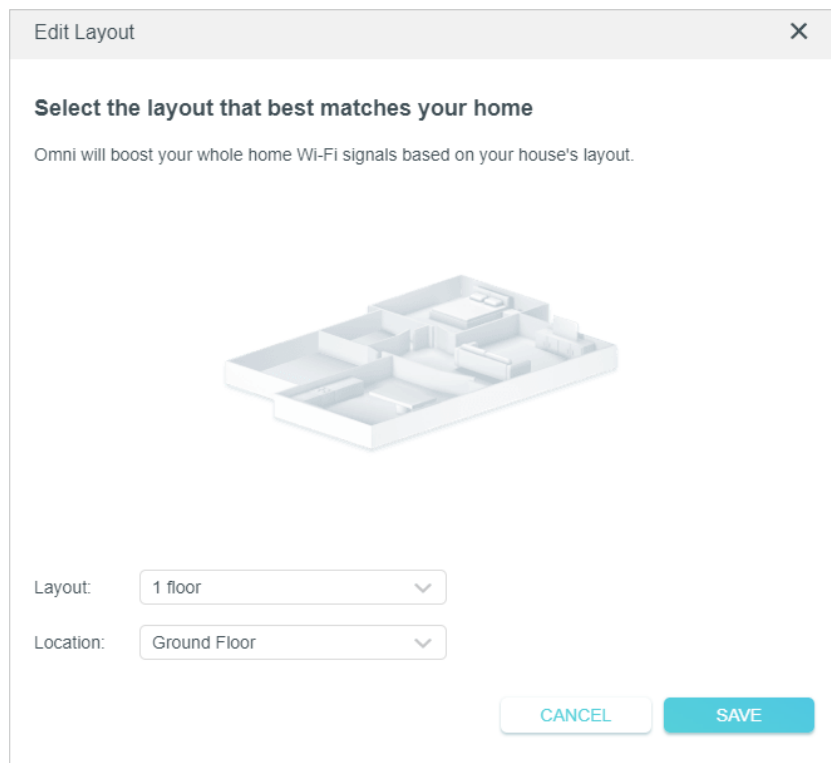 Edit Layout
Select the layout that best matches your home
Omni will boost your whole home Wi-Fi signals based on your house's layout.
Layout: 1 floor
Location: Ground Floor
CANCEL SAVE